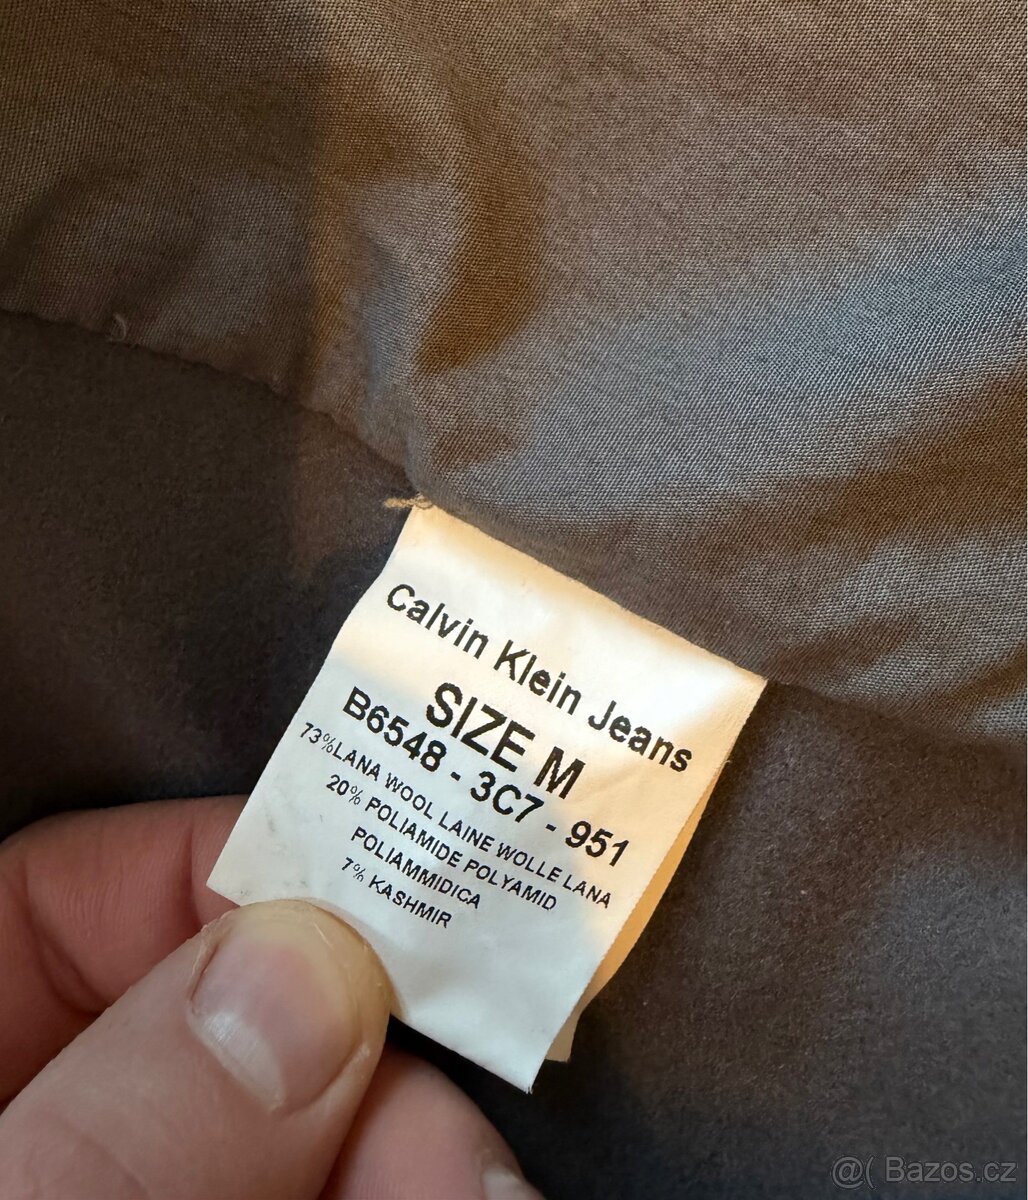 Calvin Klein Jeans
SIZE M
B6548 - 3C7 - 951
73%LANA WOOL LAINE WOLLE LANA
20% POLIAMIDE POLYAMID
POLIAMMIDICA
7% KASHMIR
@( Bazos.cz